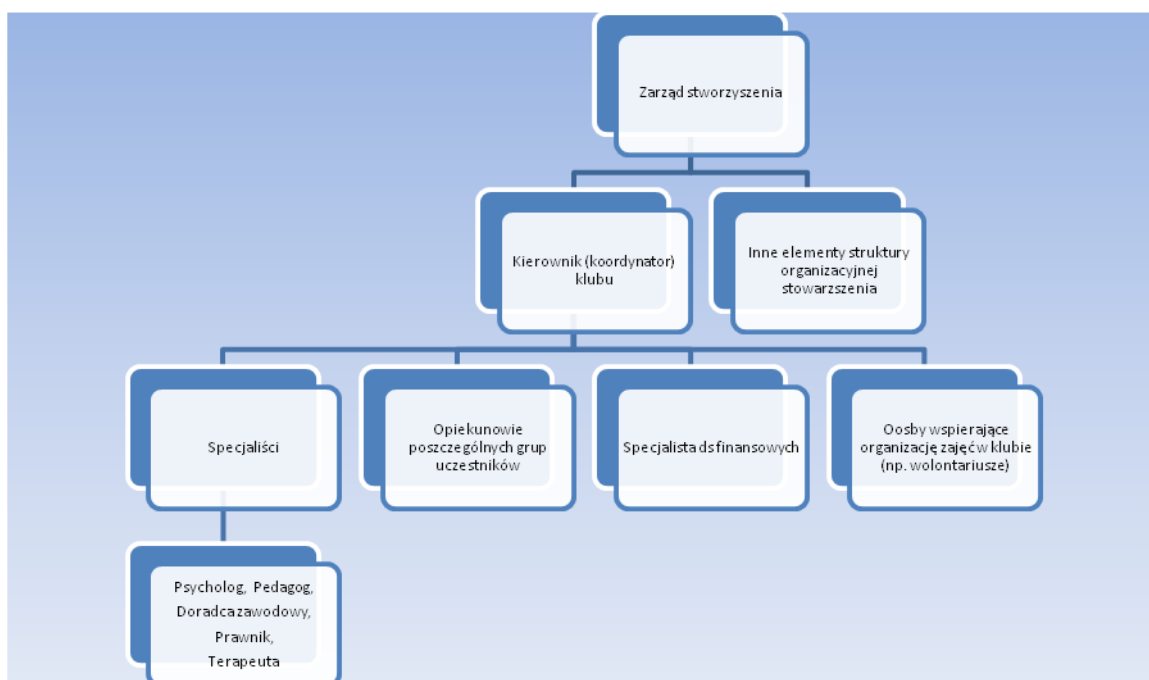 Zarząd stworzyszenia
Kierownik (koordynator)
klubu
Inne elementy struktury
organizacyjnej
stowarzszenia
Specjaliści
Opiekunowie
poszczególnych grup
uczestników
Specjalista ds finansowych
Oosby wspierające
organizację zajęć w klubie
(np. wolontariusze)
Psycholog, Pedagog,
Doradca zawodowy,
Prawnik,
Terapeuta